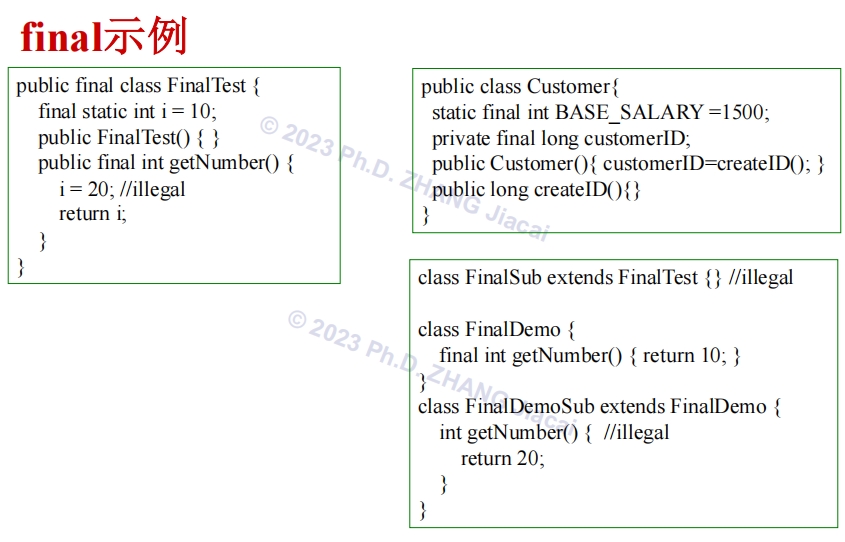 final示例
public final class FinalTest {
final static int i = 10;
public FinalTest() { }
public final int getNumber() {
i = 20; //illegal
return i;
}
}
public class Customer{
static final int BASE_SALARY =1500;
private final long customerID;
public Customer(){ customerID=createID(); }
public long createID(){}
}
class FinalSub extends FinalTest {} //illegal
class FinalDemo {
final int getNumber() { return 10; }
}
class FinalDemoSub extends FinalDemo {
int getNumber() { //illegal
return 20;
}
}
© 2023 Ph.D. ZHANG Jiacai
© 2023 Ph.D. ZHANG Jiacai